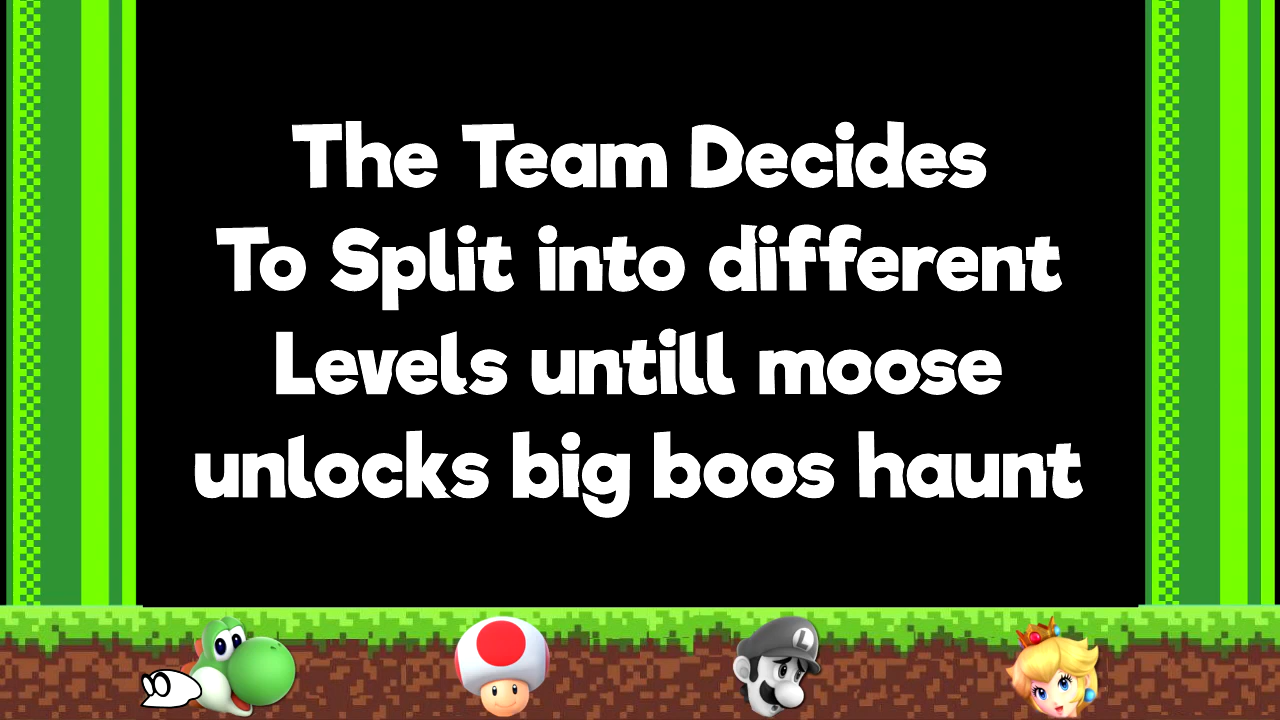 The Team Decides
To Split into different
Levels untill moose
unlocks big boos haunt
L